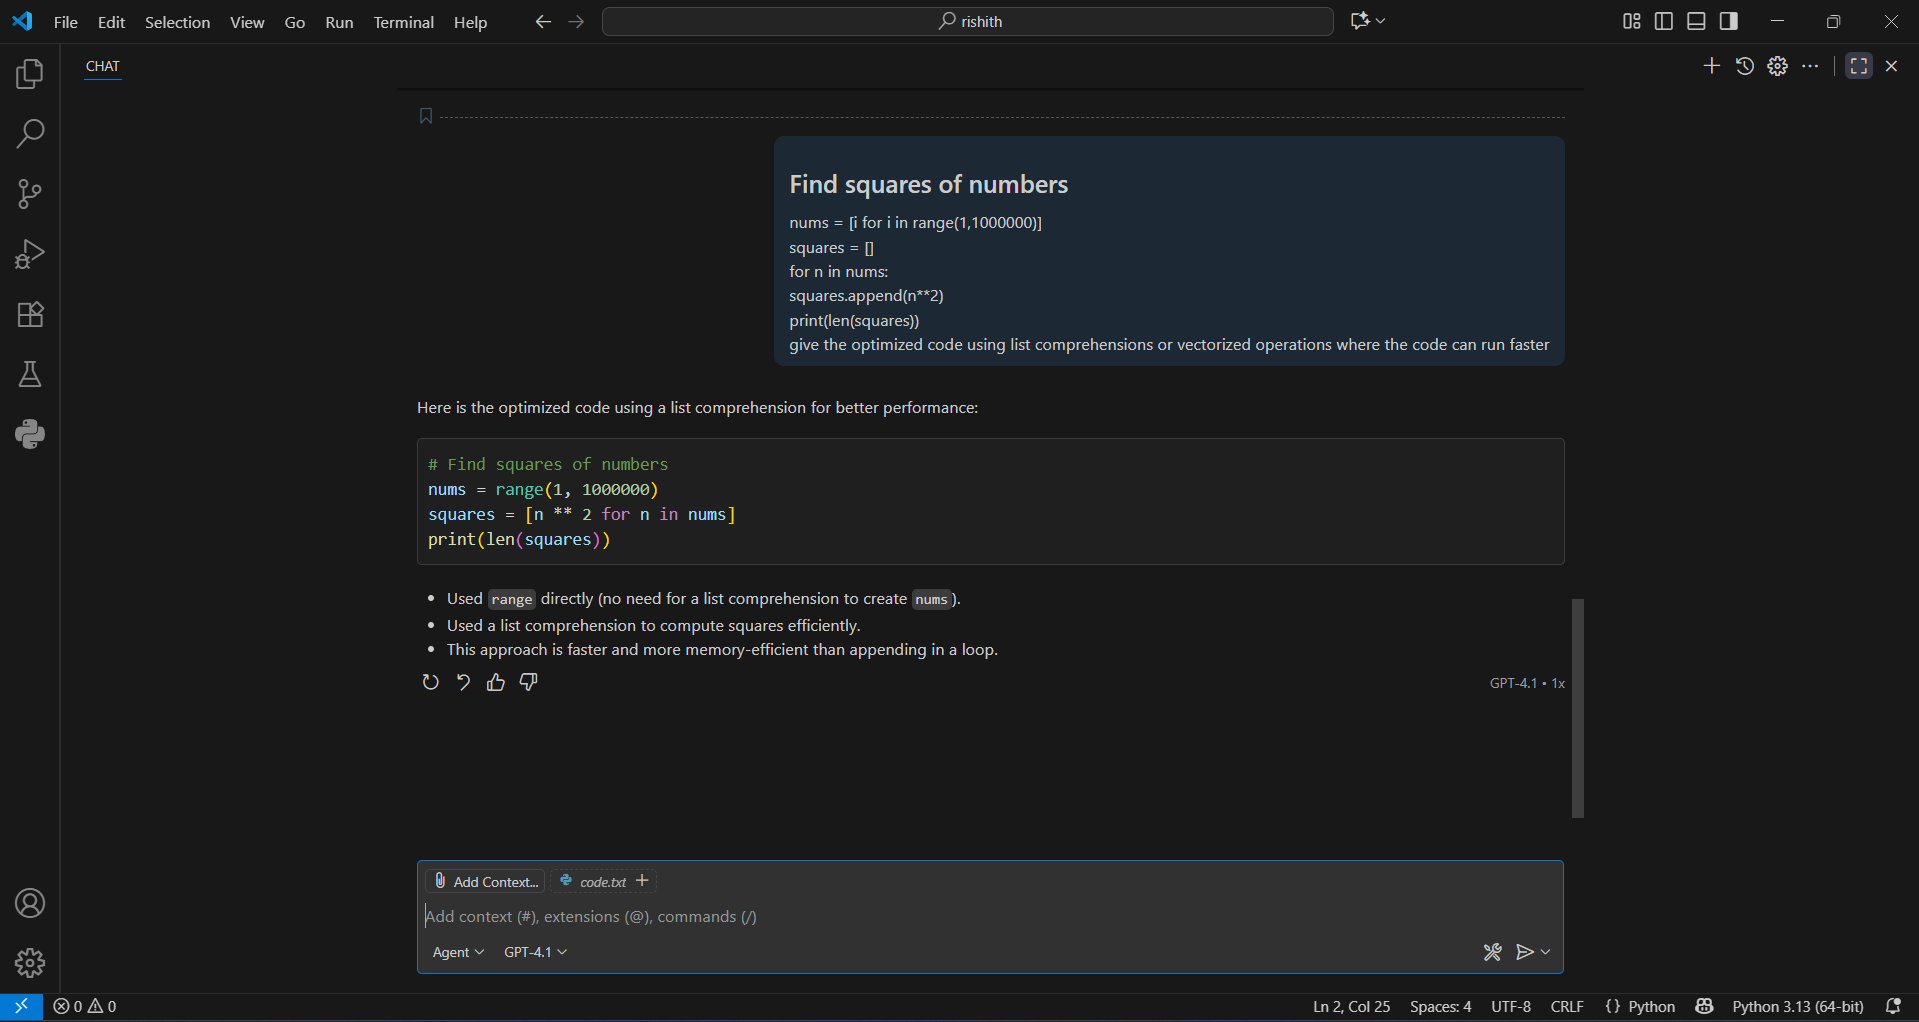 File Edit Selection View Go Run Terminal Help rishith
CHAT
Find squares of numbers
nums = [i for i in range(1,1000000)]
squares = []
for n in nums:
squares.append(n**2)
print(len(squares))
give the optimized code using list comprehensions or vectorized operations where the code can run faster
Here is the optimized code using a list comprehension for better performance:
# Find squares of numbers
nums = range(1, 1000000)
squares = [n ** 2 for n in nums]
print(len(squares))
• Used range directly (no need for a list comprehension to create nums).
• Used a list comprehension to compute squares efficiently.
• This approach is faster and more memory-efficient than appending in a loop.
GPT-4.1 • 1x
Add Context... code.txt +
Add context (#), extensions (@), commands (/)
Agent GPT-4.1
0 0 Ln 2, Col 25 Spaces: 4 UTF-8 CRLF {} Python Python 3.13 (64-bit)